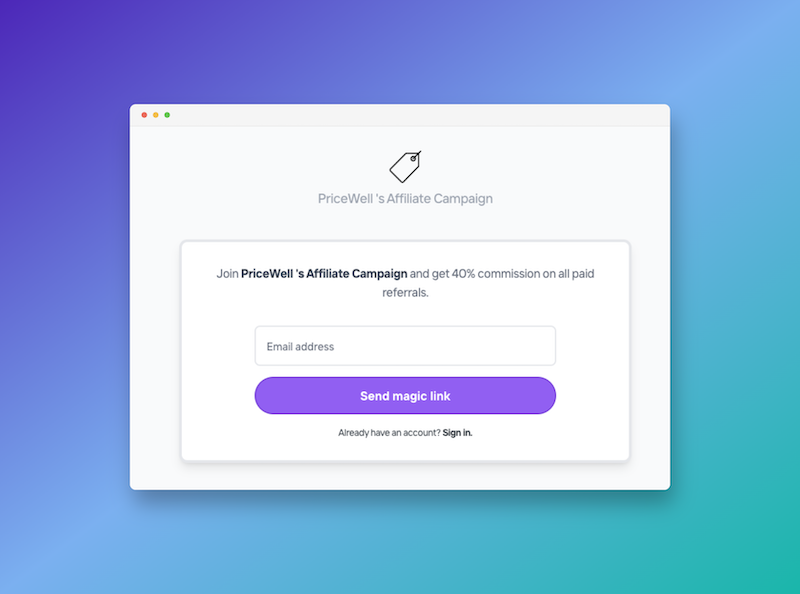 PriceWell 's Affiliate Campaign
Join PriceWell 's Affiliate Campaign and get 40% commission on all paid
referrals.
Email address
Send magic link
Already have an account? Sign in.